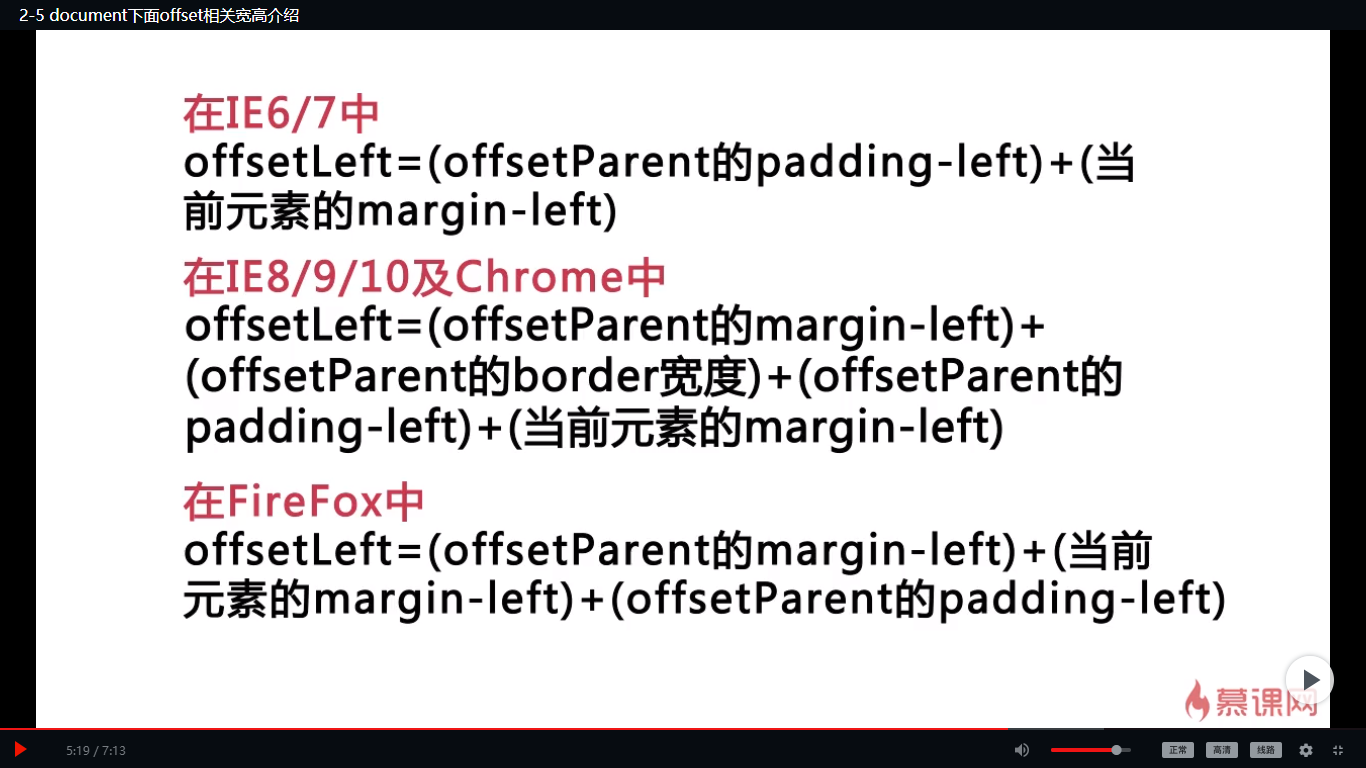 2-5 document下面offset相关宽高介绍
在IE6/7中
offsetLeft=(offsetParent的padding-left)+(当
前元素的margin-left)
在IE8/9/10及Chrome中
offsetLeft=(offsetParent的margin-left)+
(offsetParent的border宽度)+(offsetParent的
padding-left)+(当前元素的margin-left)
在FireFox中
offsetLeft=(offsetParent的margin-left)+(当前
元素的margin-left)+(offsetParent的padding-left)
慕课网
5:19 / 7:13
正常 高清 线路